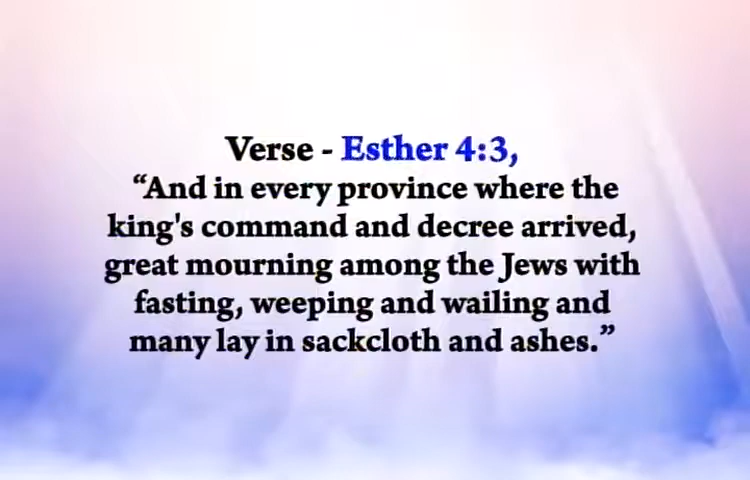 Verse - Esther 4:3,
“And in every province where the
king's command and decree arrived,
great mourning among the Jews with
fasting, weeping and wailing and
many lay in sackcloth and ashes.”